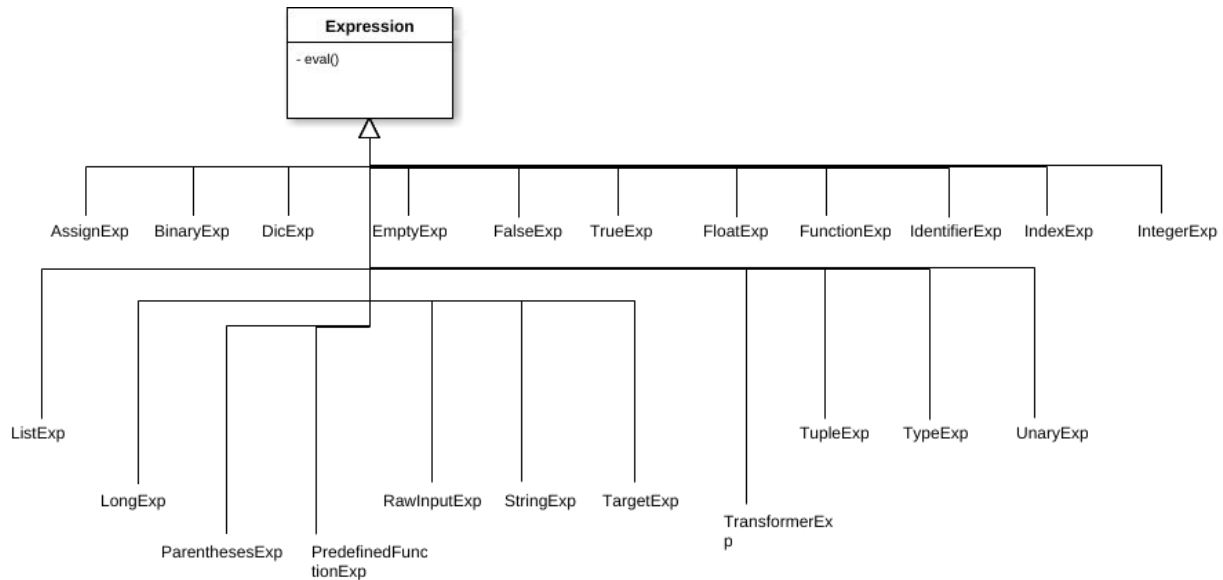 Expression
- eval()
AssignExp BinaryExp DicExp EmptyExp FalseExp TrueExp FloatExp FunctionExp IdentifierExp IndexExp IntegerExp
ListExp TupleExp TypeExp UnaryExp
LongExp RawInputExp StringExp TargetExp
TransformerEx
p
ParenthesesExp PredefinedFunc
tionExp